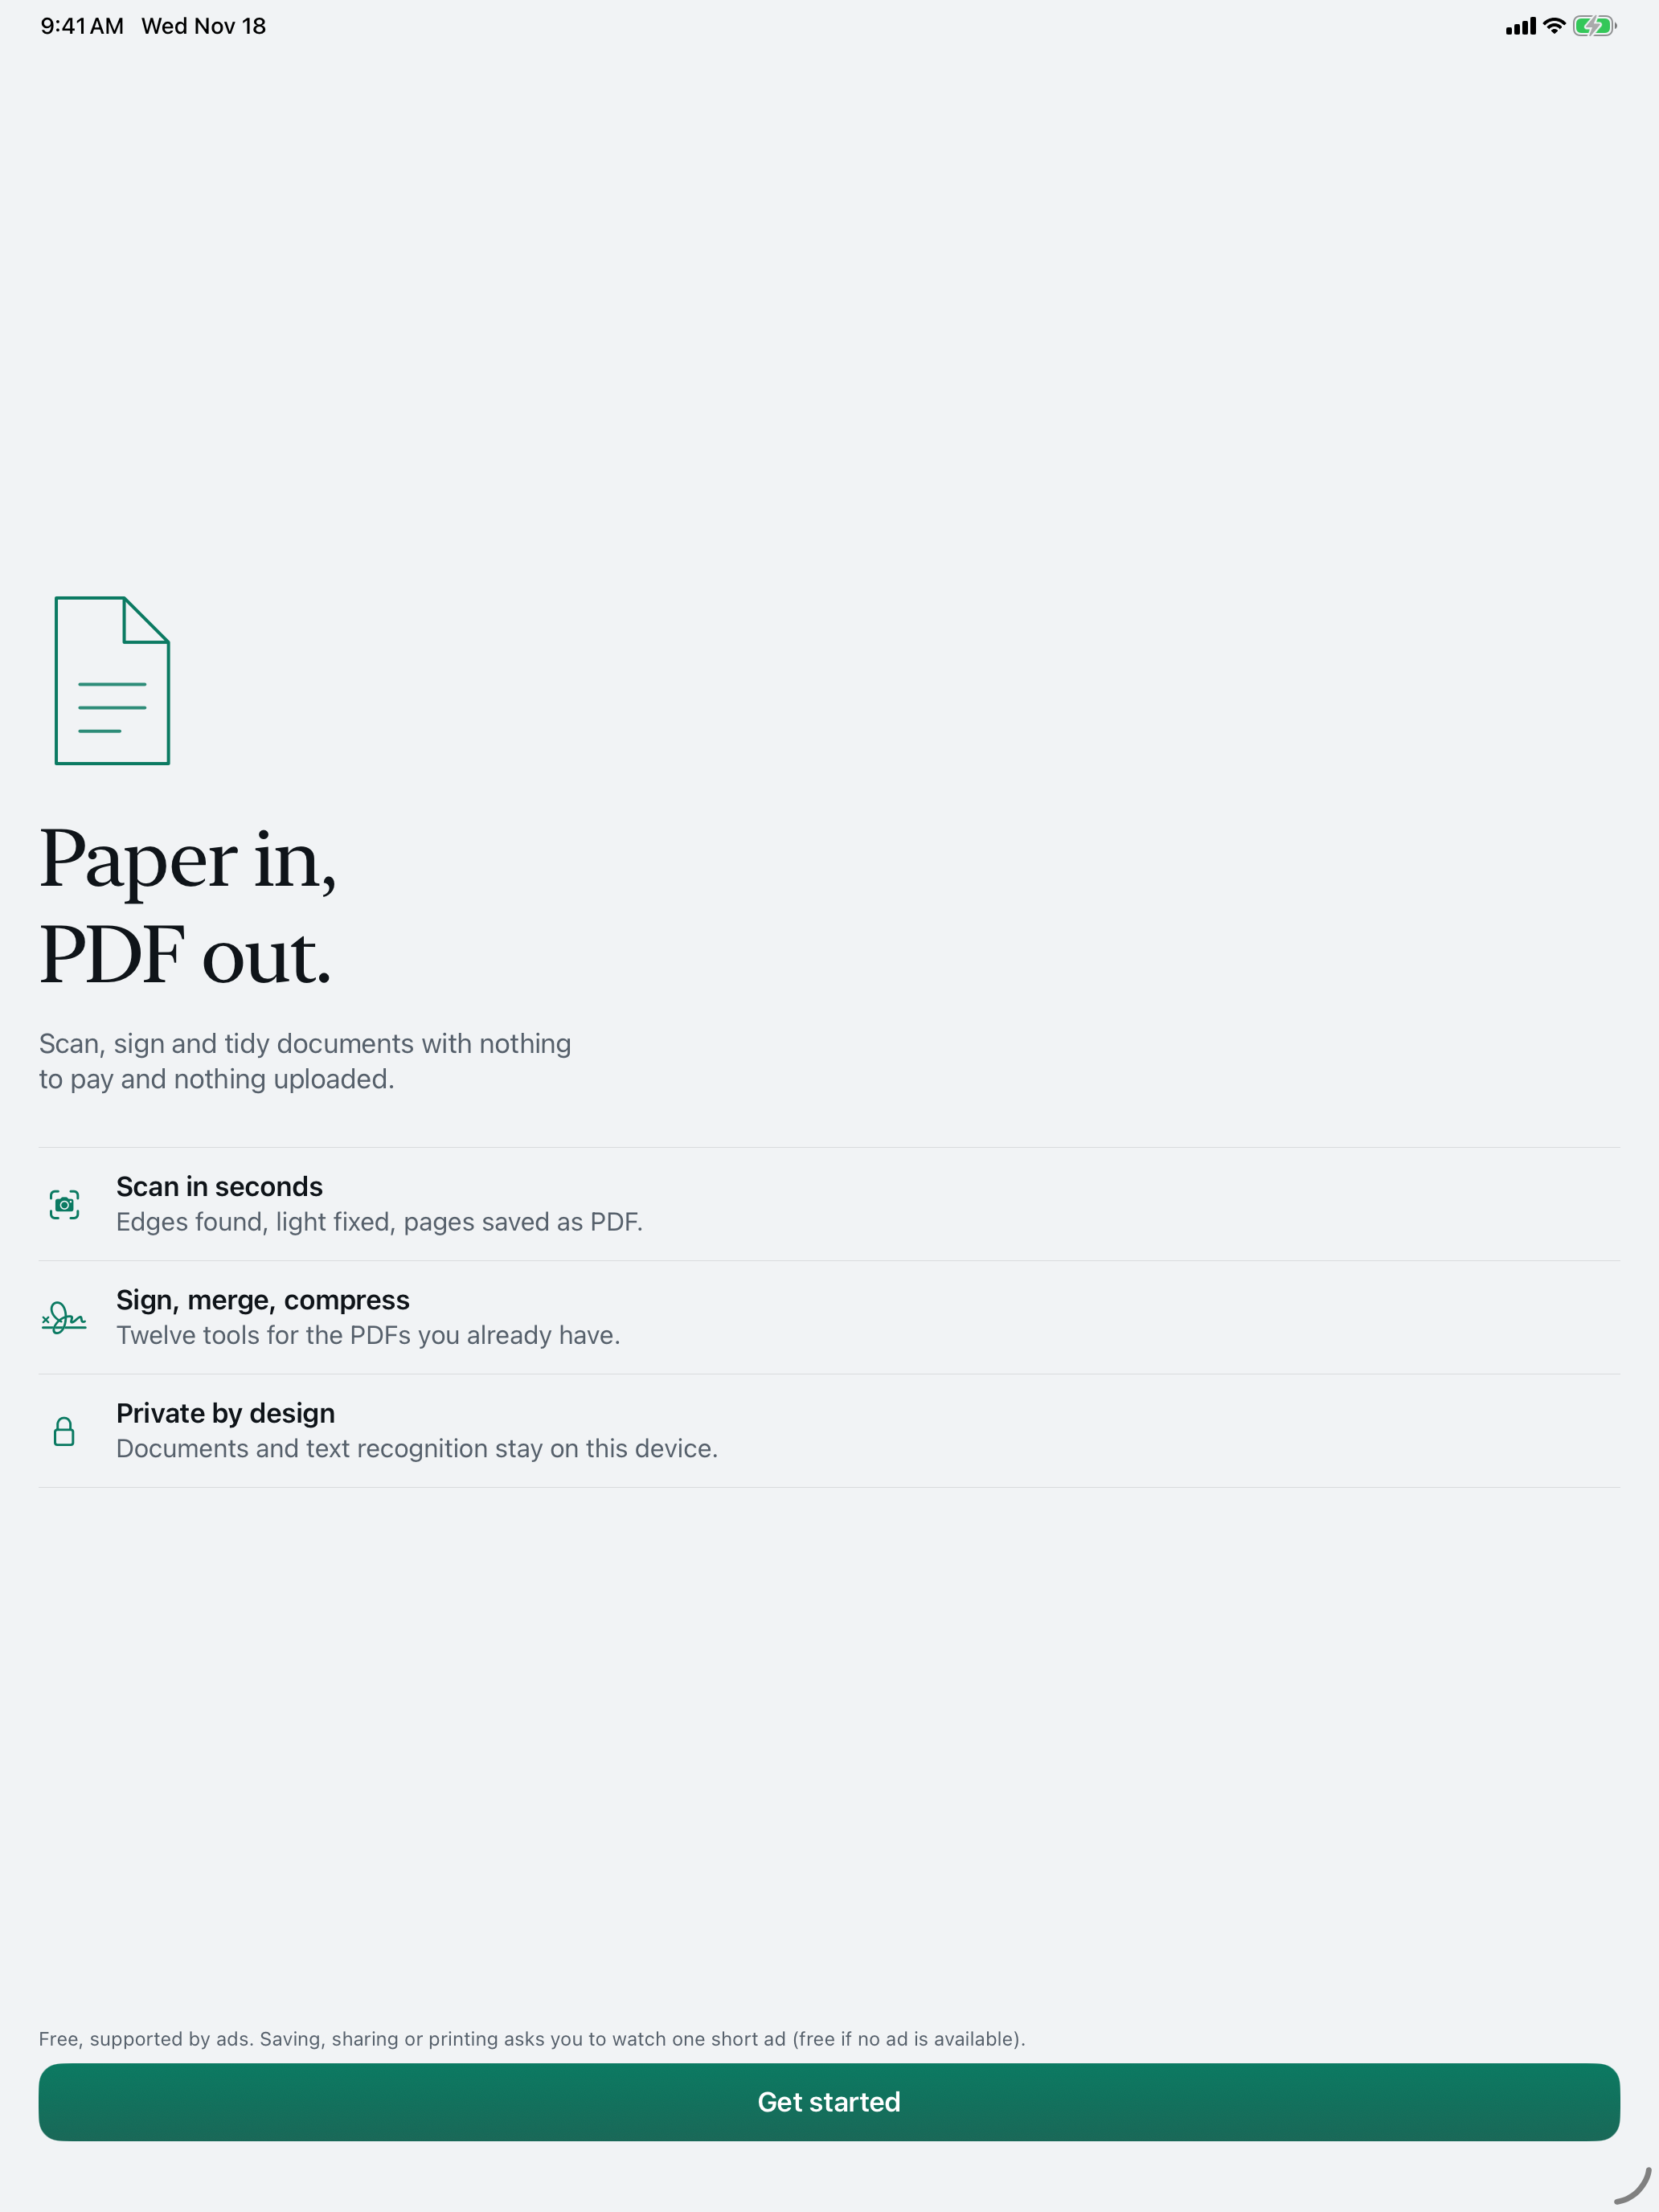 9:41 AM Wed Nov 18
Paper in,
PDF out.
Scan, sign and tidy documents with nothing
to pay and nothing uploaded.
Scan in seconds
Edges found, light fixed, pages saved as PDF.
Sign, merge, compress
Twelve tools for the PDFs you already have.
Private by design
Documents and text recognition stay on this device.
Free, supported by ads. Saving, sharing or printing asks you to watch one short ad (free if no ad is available).
Get started